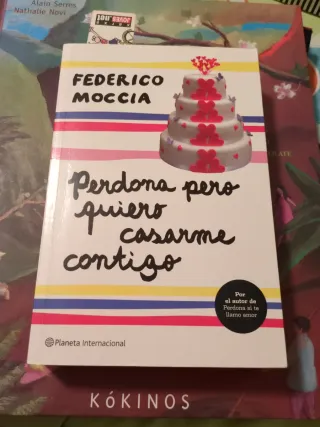 Alain Serres
Nathalie Novi
FEDERICO
MOCCIA
Perdona pero
quiero
casarme
contigo
Por
el autor de
Perdona si te
llamo amor
Planeta Internacional
KÓKINOS